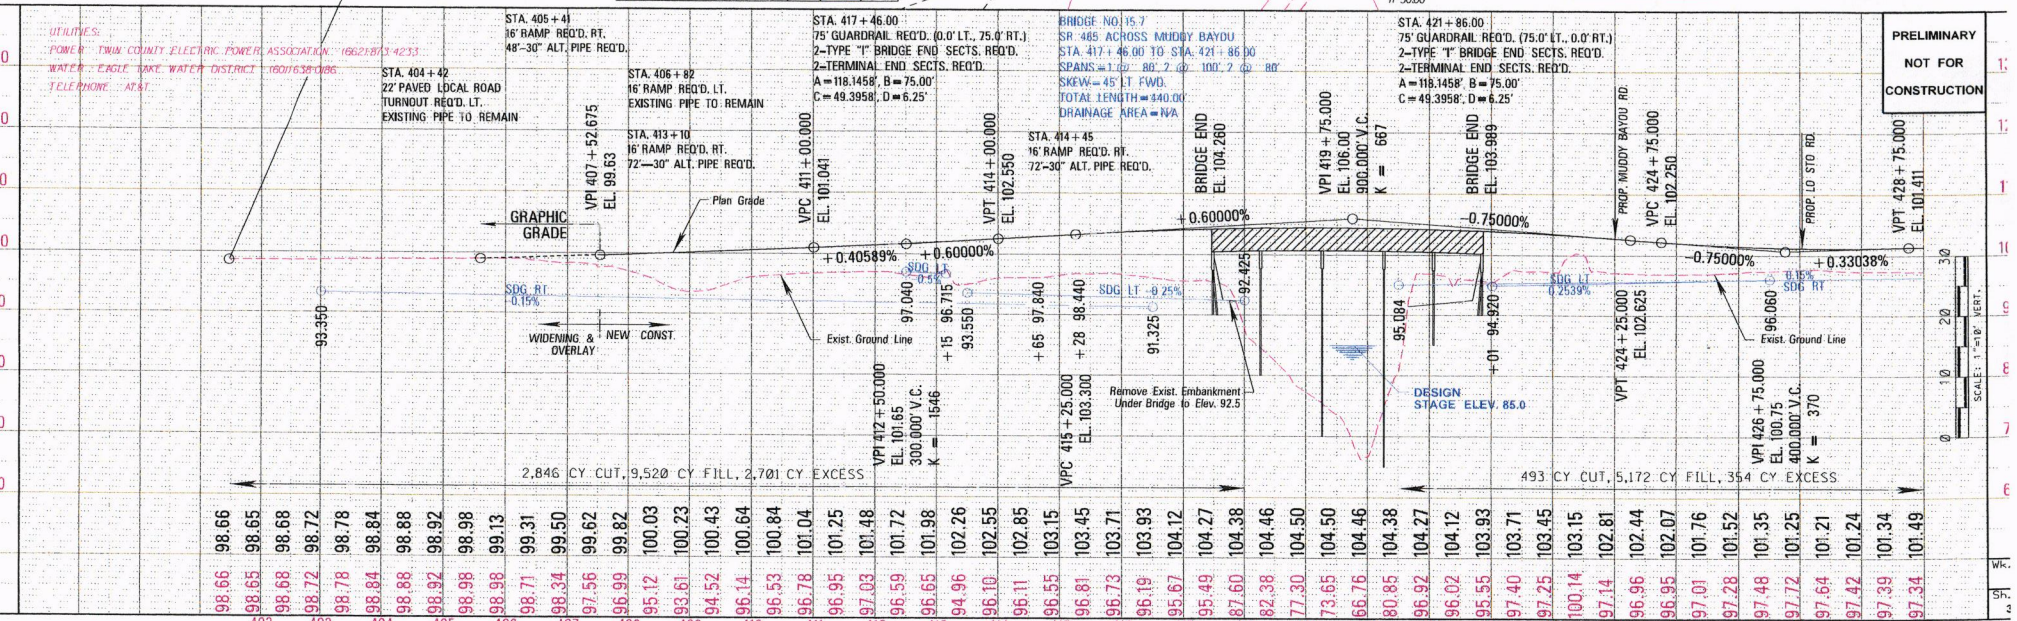 UTILITIES:
POWER : TWIN COUNTY ELECTRIC POWER ASSOCIATION (662) 873-4233
WATER : EAGLE LAKE WATER DISTRICT (601) 638-0186
TELEPHONE: AT&T
STA. 404 + 42
22' PAVED LOCAL ROAD
TURNOUT REQ'D. LT.
EXISTING PIPE TO REMAIN
STA. 405 + 41
16' RAMP REQ'D. RT.
48'-30" ALT. PIPE REQ'D.
STA. 406 + 82
16' RAMP REQ'D. LT.
EXISTING PIPE TO REMAIN
STA. 413 + 10
16' RAMP REQ'D. RT.
72'-30" ALT. PIPE REQ'D.
STA. 417 + 46.00
75' GUARDRAIL REQ'D. (0.0' LT., 75.0' RT.)
2-TYPE "I" BRIDGE END SECTS. REQ'D.
2-TERMINAL END SECTS. REQ'D.
A = 118.1458', B = 75.00'
C = 49.3958', D = 6.25'
BRIDGE NO. 15.7
SR. 465 ACROSS MUDDY BAYOU
STA. 417 + 46.00 TO STA. 421 + 86.00
SPANS = 1 @ 80', 2 @ 100', 2 @ 80'
SKEW = 45° LT. FWD.
TOTAL LENGTH = 440.00'
DRAINAGE AREA = N/A
STA. 414 + 45
16' RAMP REQ'D. RT.
72'-30" ALT. PIPE REQ'D.
STA. 421 + 86.00
75' GUARDRAIL REQ'D. (75.0' LT., 0.0' RT.)
2-TYPE "I" BRIDGE END SECTS. REQ'D.
2-TERMINAL END SECTS. REQ'D.
A = 118.1458', B = 75.00'
C = 49.3958', D = 6.25'
PRELIMINARY
NOT FOR
CONSTRUCTION
VPI 407 + 52.675
EL. 99.63
VPC 411 + 00.000
EL. 101.041
VPT 414 + 00.000
EL. 102.550
BRIDGE END
EL. 104.260
VPI 419 + 75.000
EL. 106.00
900.000' V.C.
K = 667
BRIDGE END
EL. 103.989
PROP. MUDDY BAYOU RD.
VPC 424 + 75.000
EL. 102.250
PROP. LO STO RD.
VPT 428 + 75.000
EL. 101.411
GRAPHIC
GRADE
Plan Grade
+ 0.40589%
+ 0.60000%
+ 0.60000%
-0.75000%
-0.75000%
+ 0.33038%
SDG RT
0.15%
SDG LT
0.5%
SDG LT 0.25%
SDG LT
0.2539%
0.15%
SDG RT
93.350
97.040
+ 15 96.715
93.550
+ 65 97.840
+ 28 98.440
91.325
92.425
95.084
+ 01 94.920
96.060
WIDENING &
OVERLAY
NEW CONST.
Exist. Ground Line
Remove Exist. Embankment
Under Bridge to Elev. 92.5
DESIGN
STAGE ELEV. 85.0
Exist. Ground Line
VPI 412 + 50.000
EL. 101.65
300.000' V.C.
K = 1546
VPC 415 + 25.000
EL. 103.300
VPT 424 + 25.000
EL. 102.625
VPI 426 + 75.000
EL. 100.75
400.000' V.C.
K = 370
30
20
10
0
SCALE: 1"=10' VERT.
2,846 CY CUT, 9,520 CY FILL, 2,701 CY EXCESS
493 CY CUT, 5,172 CY FILL, 354 CY EXCESS
98.66 98.65 98.68 98.72 98.78 98.84 98.88 98.92 98.98 99.13 99.31 99.50 99.62 99.82 100.03 100.23 100.43 100.64 100.84 101.04 101.25 101.48 101.72 101.98 102.26 102.55 102.85 103.15 103.45 103.71 103.93 104.12 104.27 104.38 104.46 104.50 104.50 104.46 104.38 104.27 104.12 103.93 103.71 103.45 103.15 102.81 102.44 102.07 101.76 101.52 101.35 101.25 101.21 101.24 101.34 101.49
98.66 98.65 98.68 98.72 98.78 98.84 98.88 98.92 98.98 98.98 98.71 98.34 97.56 96.99 95.12 93.61 94.52 96.14 96.53 96.78 96.95 97.03 96.59 96.65 94.96 96.10 96.11 96.55 96.81 96.73 96.19 95.67 95.49 87.60 82.38 77.30 73.65 66.76 80.85 96.92 96.02 95.55 97.40 97.25 100.14 97.14 96.96 96.95 97.01 97.28 97.48 97.72 97.64 97.42 97.39 97.34
Wk.
Sh.